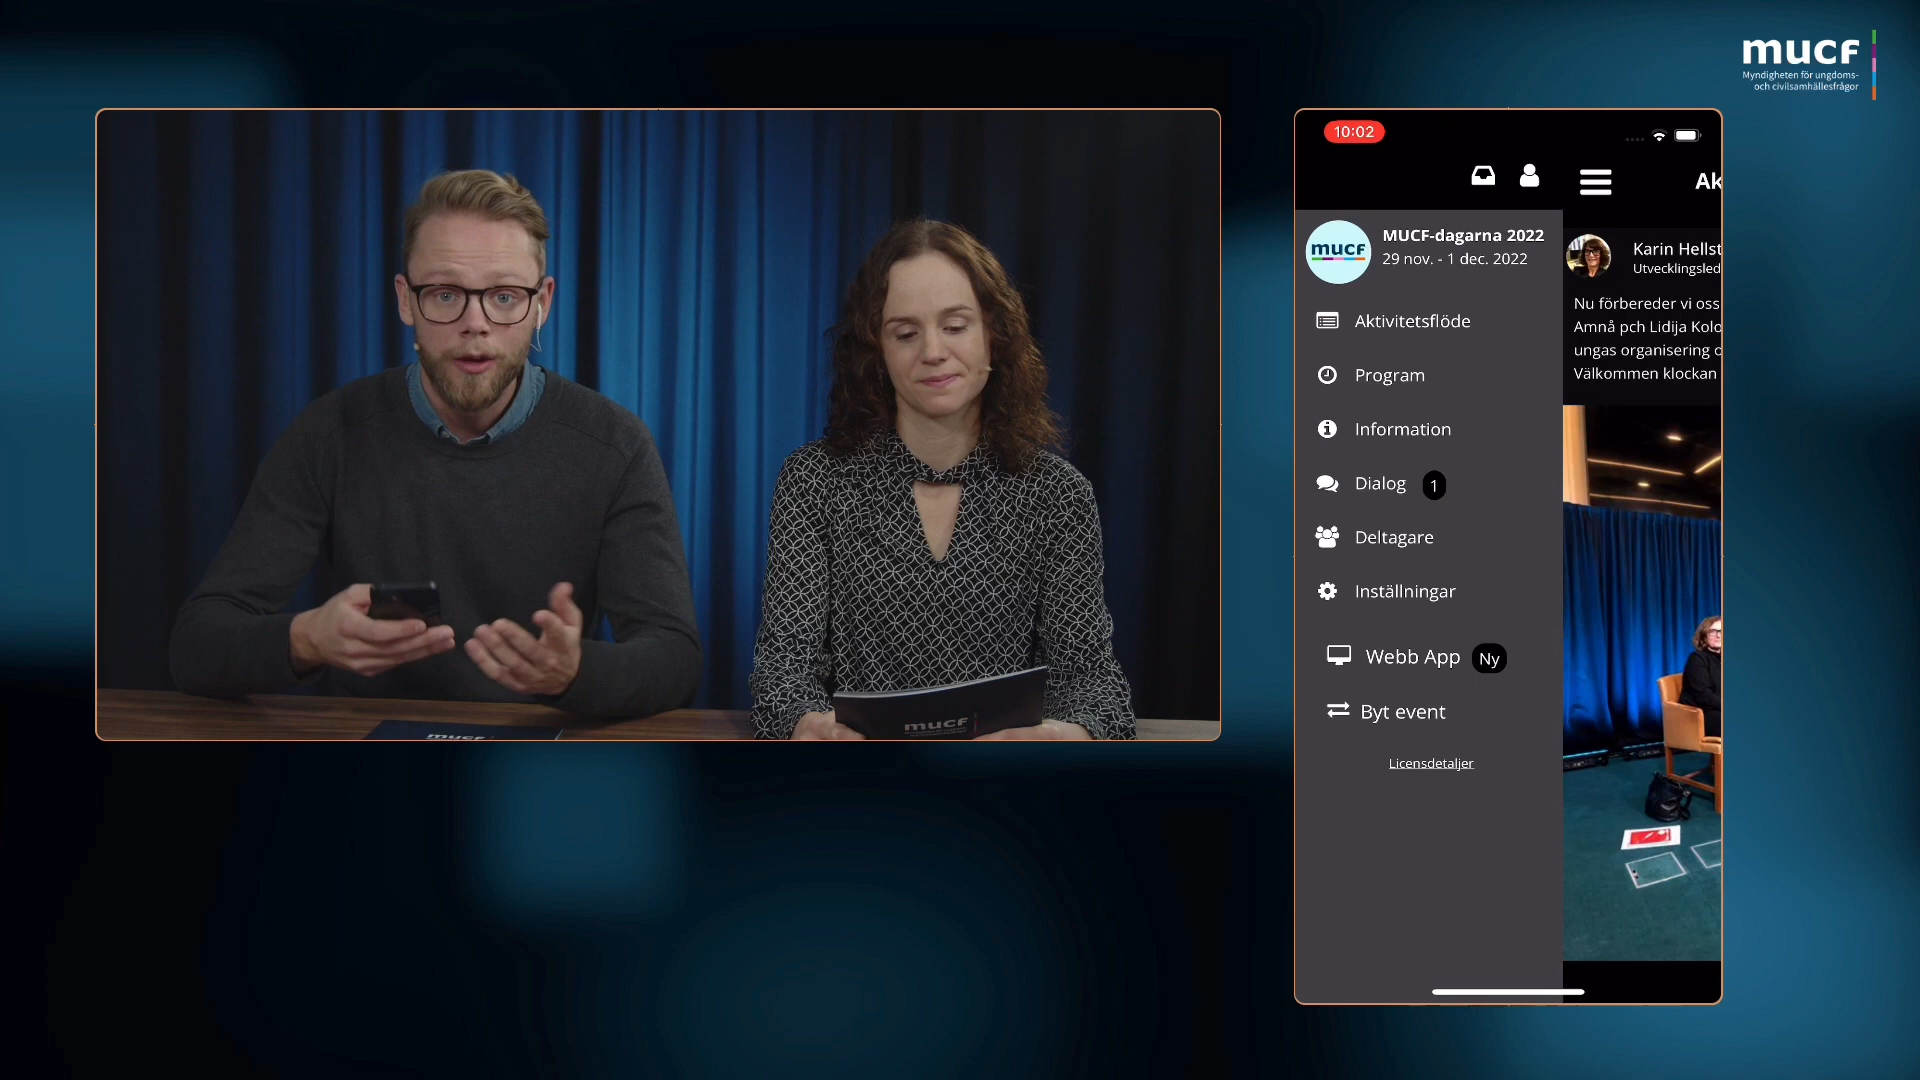 mucf
Myndigheten för ungdoms-
och civilsamhällesfrågor
10:02
Ak
MUCF-dagarna 2022
29 nov. - 1 dec. 2022
mucf
Aktivitetsflöde
Program
Information
Dialog 1
Deltagare
Inställningar
Webb App Ny
Byt event
Licensdetaljer
Karin Hellst
Utvecklingsled
Nu förbereder vi oss
Amnå pch Lidija Kolo
ungas organisering o
Välkommen klockan
mucf
mucf